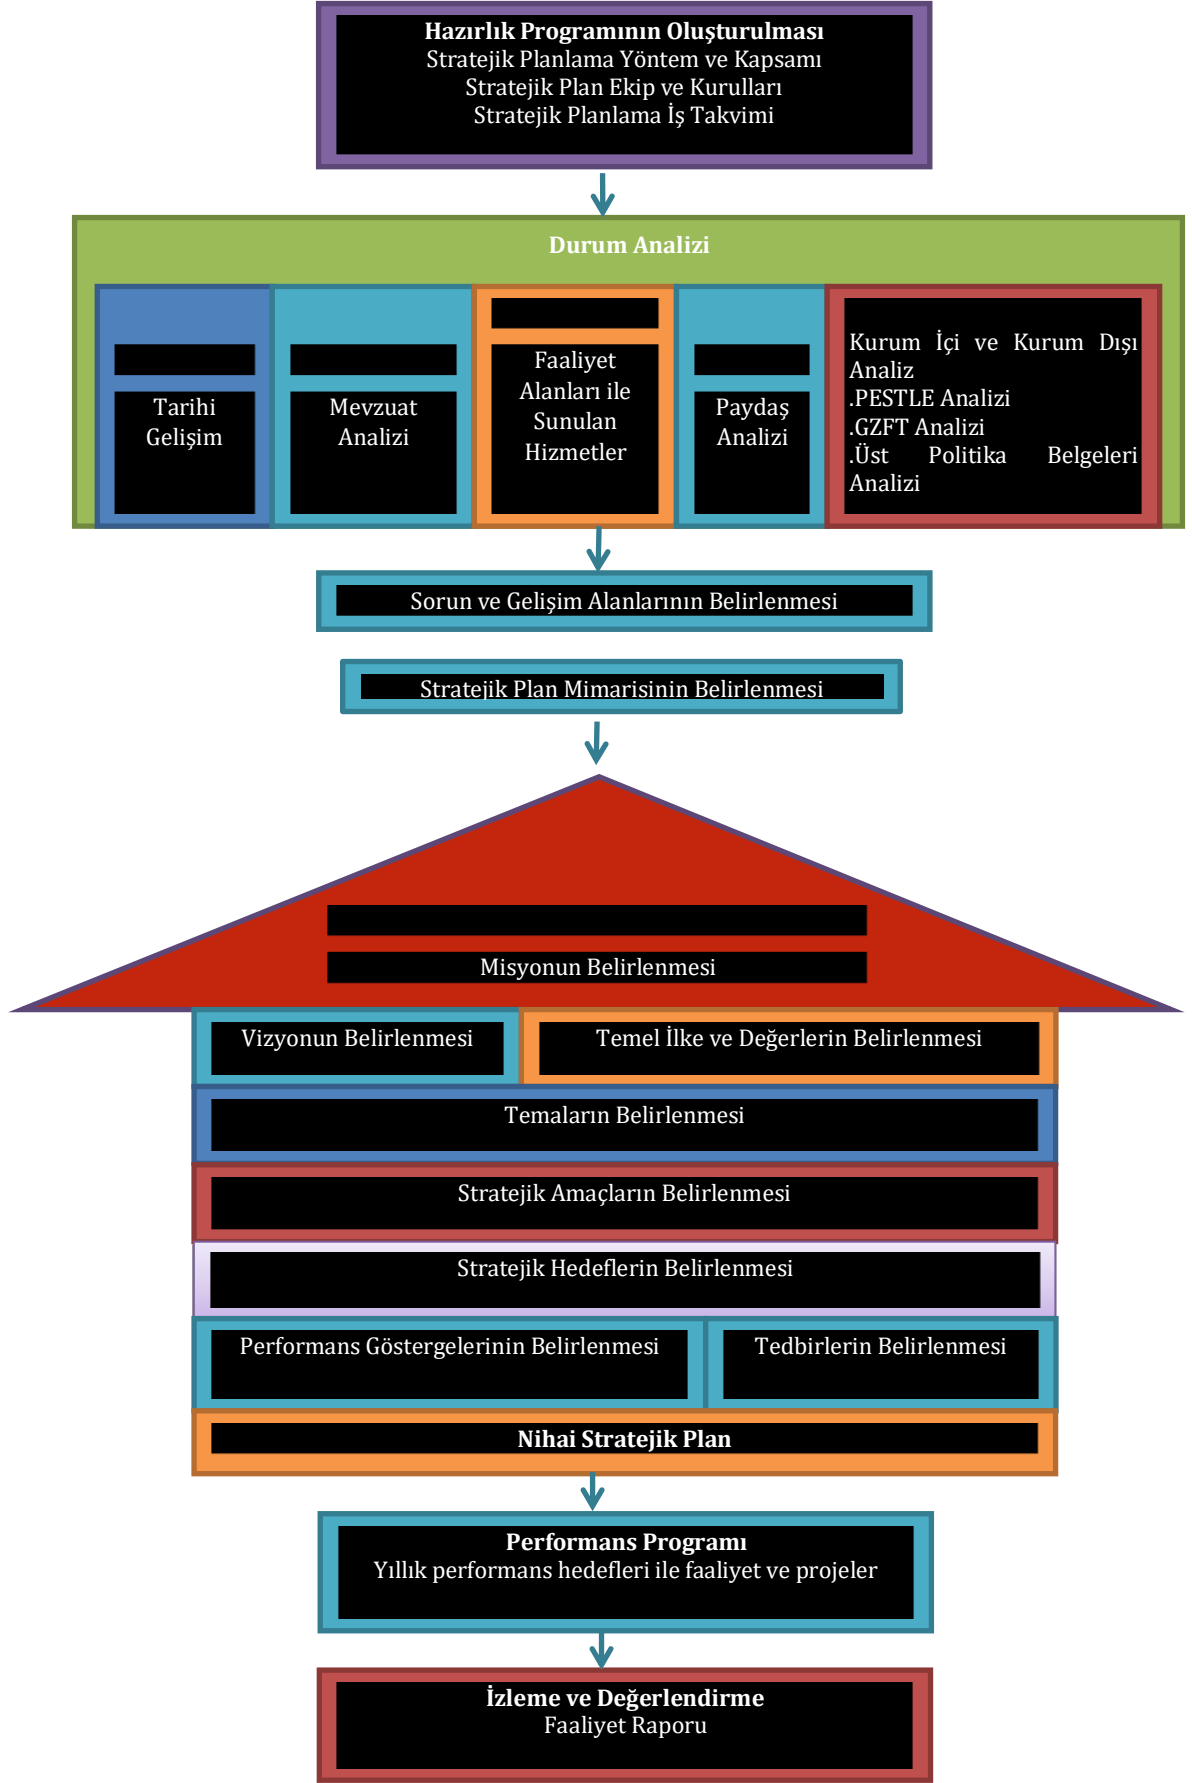 Hazırlık Programının Oluşturulması
Stratejik Planlama Yöntem ve Kapsamı
Stratejik Plan Ekip ve Kurulları
Stratejik Planlama İş Takvimi
Durum Analizi
Tarihi
Gelişim
Mevzuat
Analizi
Faaliyet
Alanları ile
Sunulan
Hizmetler
Paydaş
Analizi
Kurum İçi ve Kurum Dışı
Analiz
.PESTLE Analizi
.GZFT Analizi
.Üst Politika Belgeleri
Analizi
Sorun ve Gelişim Alanlarının Belirlenmesi
Stratejik Plan Mimarisinin Belirlenmesi
Misyonun Belirlenmesi
Vizyonun Belirlenmesi
Temel İlke ve Değerlerin Belirlenmesi
Temaların Belirlenmesi
Stratejik Amaçların Belirlenmesi
Stratejik Hedeflerin Belirlenmesi
Performans Göstergelerinin Belirlenmesi
Tedbirlerin Belirlenmesi
Nihai Stratejik Plan
Performans Programı
Yıllık performans hedefleri ile faaliyet ve projeler
İzleme ve Değerlendirme
Faaliyet Raporu